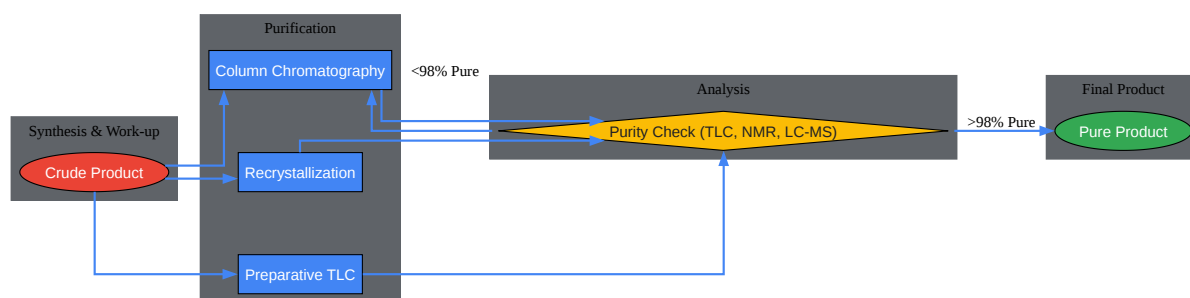 Synthesis & Work-up
Crude Product
Purification
Column Chromatography
Recrystallization
Preparative TLC
<98% Pure
Analysis
Purity Check (TLC, NMR, LC-MS)
>98% Pure
Final Product
Pure Product